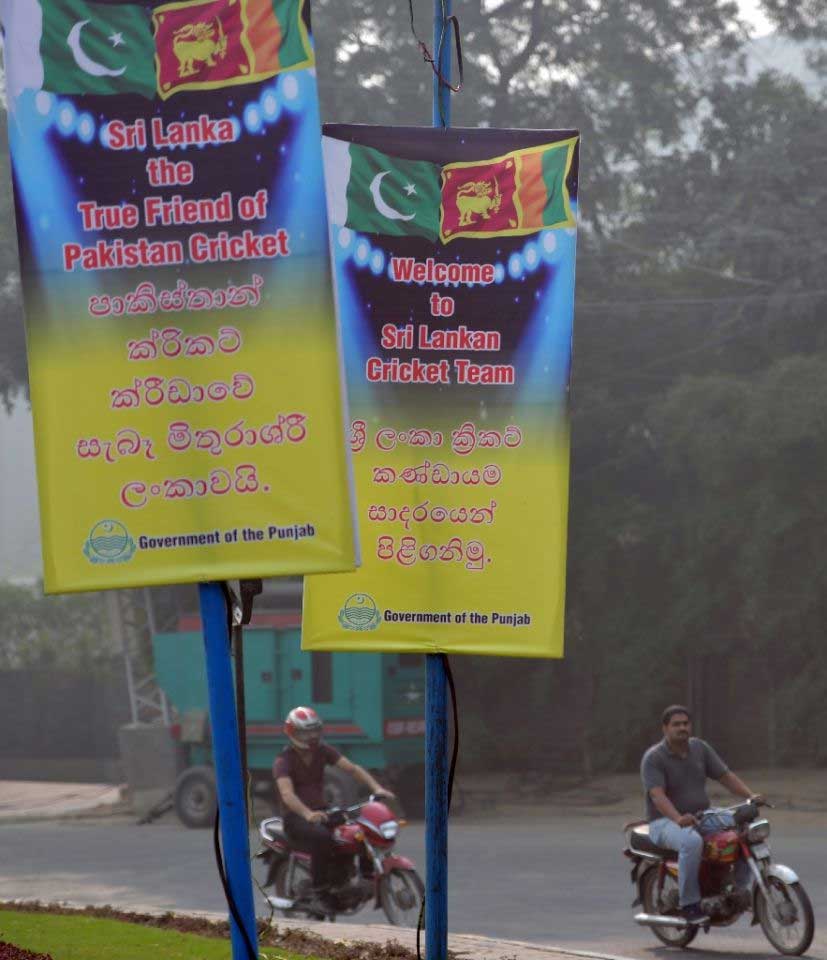 Sri Lanka
the
True Friend of
Pakistan Cricket
පාකිස්තාන්
ක්රිකට්
ක්රීඩාවේ
සැබෑ මිතුරාශ්රී
ලංකාවයි.
Government of the Punjab
Welcome
to
Sri Lankan
Cricket Team
ශ්‍රී ලංකා ක්‍රිකට්
කණ්ඩායම
සාදරයෙන්
පිළිගනිමු.
Government of the Punjab